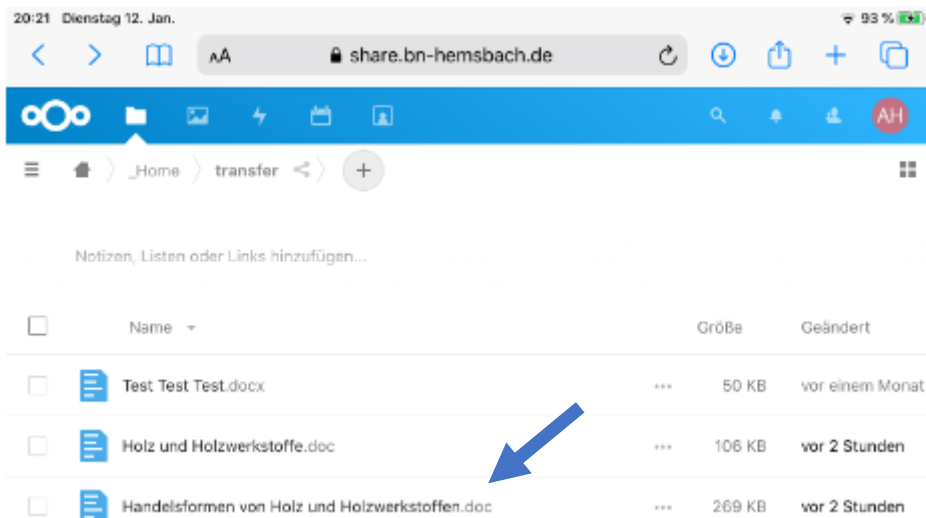 20:21 Dienstag 12. Jan. 93 %
AA share.bn-hemsbach.de
AH
_Home transfer +
Notizen, Listen oder Links hinzufügen...
Name Größe Geändert
Test Test Test.docx ... 50 KB vor einem Monat
Holz und Holzwerkstoffe.doc ... 106 KB vor 2 Stunden
Handelsformen von Holz und Holzwerkstoffen.doc ... 269 KB vor 2 Stunden